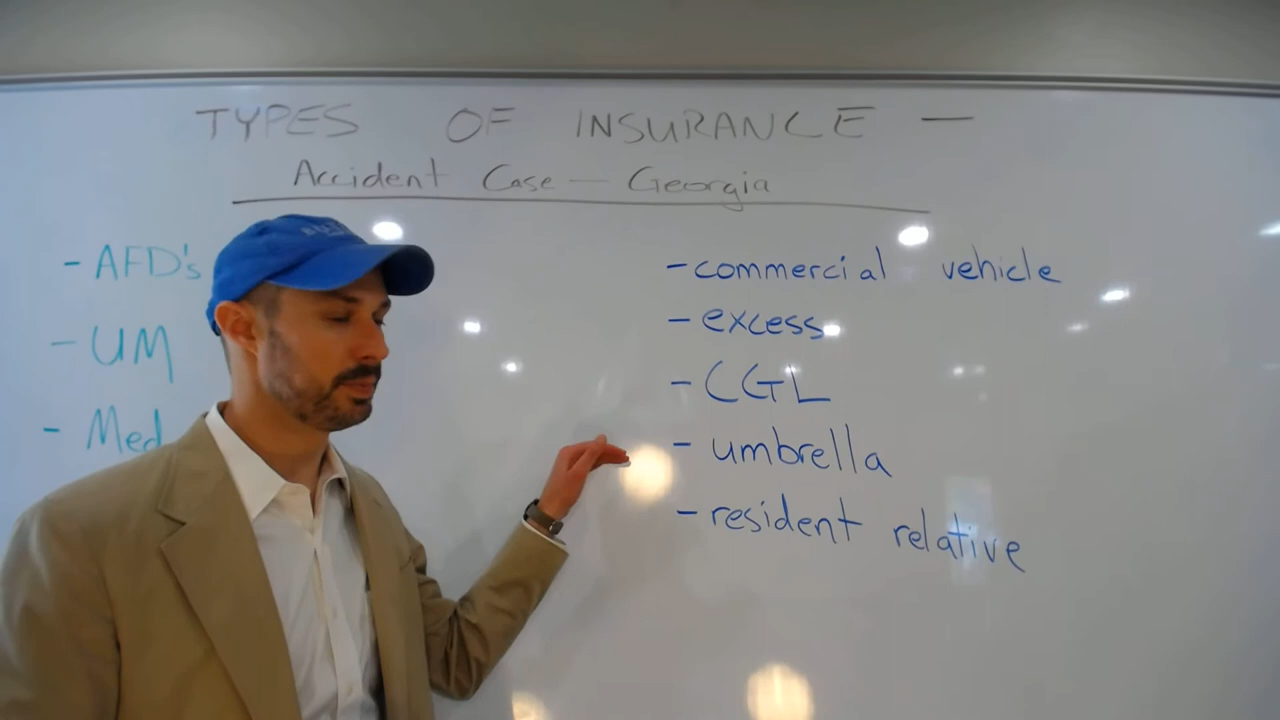 TYPES OF INSURANCE —
Accident Case — Georgia
- AFD's
- UM
- Med
- commercial vehicle
- excess
- CGL
- umbrella
- resident relative